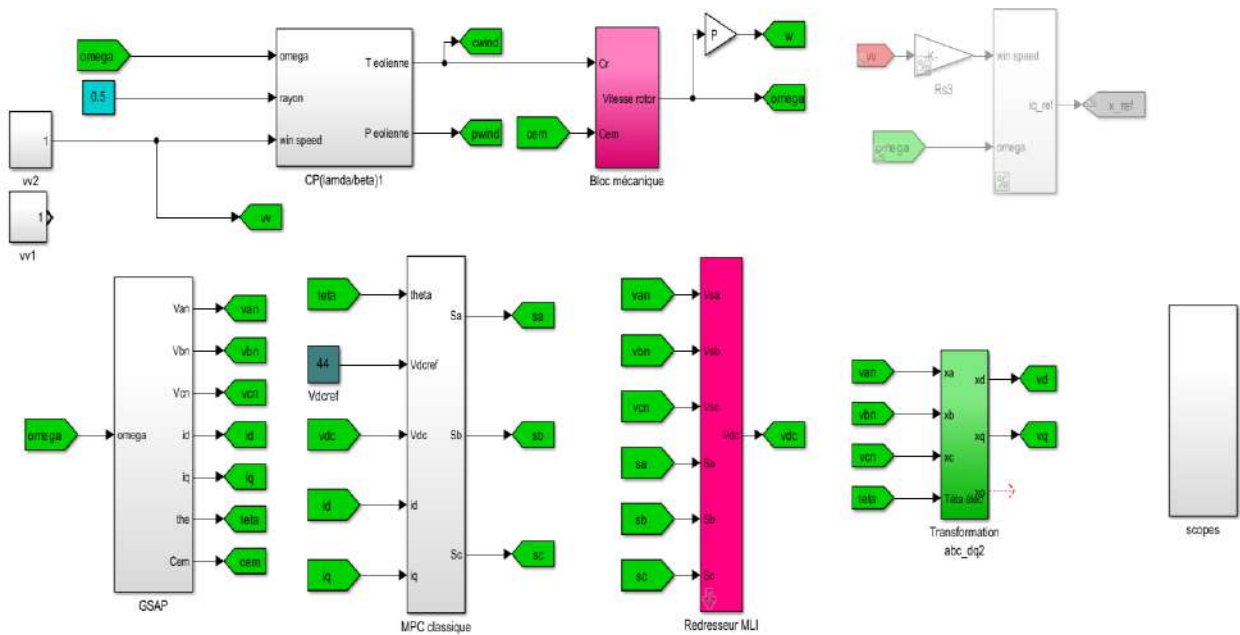 omega
0.5
1
vv2
1
vv1
omega
rayon
win speed
T eolienne
P eolienne
CP(lamda/beta)1
cwind
pwind
vv
cem
Cr
Vitesse rotor
Cem
Bloc mécanique
P
w
omega
vv
-K-
Rs3
omega
win speed
iq_ref
omega
x_ref
omega
omega
Van
Vbn
Vcn
id
iq
the
Cem
GSAP
van
vbn
vcn
id
iq
teta
cem
teta
44
Vdcref
vdc
id
iq
theta
Vdcref
Vdc
id
iq
Sa
Sb
Sc
MPC classique
sa
sb
sc
van
vbn
vcn
sa
sb
sc
Vsa
Vsb
Vsc
Sa
Sb
Sc
Vdc
Redresseur MLI
vdc
van
vbn
vcn
teta
xa
xb
xc
Teta elec
xd
xq
xo
Transformation
abc_dq2
vd
vq
scopes